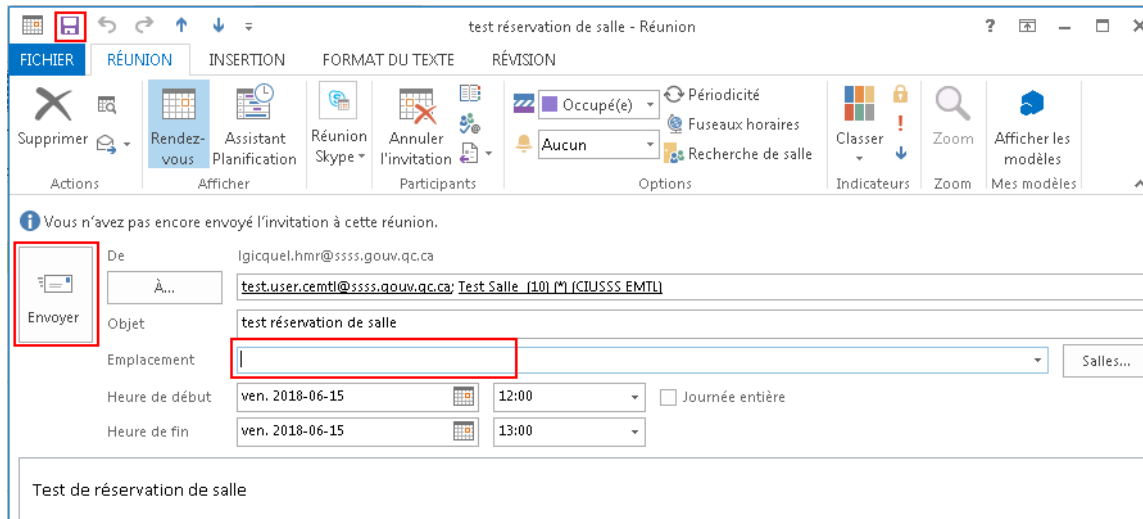 test réservation de salle - Réunion
?
FICHIER RÉUNION INSERTION FORMAT DU TEXTE RÉVISION
Supprimer
Rendez-vous
Assistant Planification
Réunion Skype
Annuler l'invitation
Occupé(e)
Aucun
Périodicité
Fuseaux horaires
Recherche de salle
Classer
Zoom
Afficher les modèles
Actions Afficher Participants Options Indicateurs Zoom Mes modèles
Vous n'avez pas encore envoyé l'invitation à cette réunion.
Envoyer
De lgicquel.hmr@ssss.gouv.qc.ca
À... test.user.cemtl@ssss.gouv.qc.ca; Test Salle (10) (*) (CIUSSS EMTL)
Objet test réservation de salle
Emplacement Salles...
Heure de début ven. 2018-06-15 12:00 Journée entière
Heure de fin ven. 2018-06-15 13:00
Test de réservation de salle